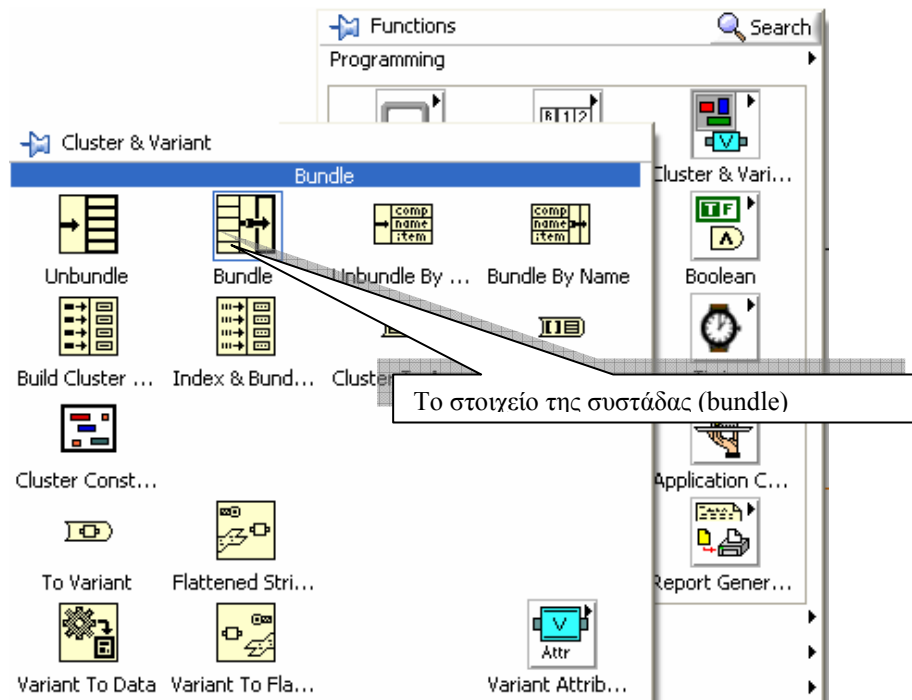 Functions
Search
Programming
Cluster & Variant
Bundle
Cluster & Vari...
Unbundle
Bundle
Unbundle By ...
Bundle By Name
Boolean
Build Cluster ...
Index & Bund...
Cluster
Το στοιχείο της συστάδας (bundle)
Cluster Const...
Application C...
To Variant
Flattened Stri...
Report Gener...
Attr
Variant To Data
Variant To Fla...
Variant Attrib...